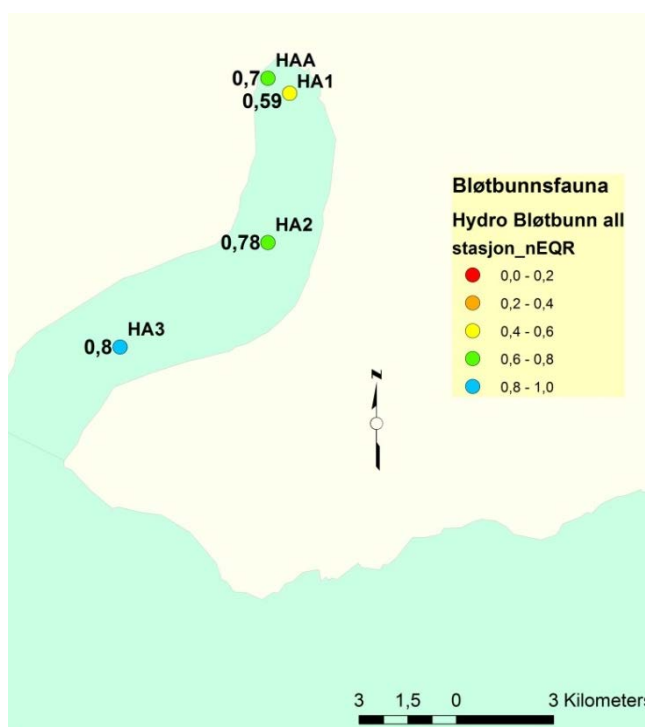 HAA
0,7
HA1
0,59
HA2
0,78
HA3
0,8
Bløtbunnsfauna
Hydro Bløtbunn all
stasjon_nEQR
0,0 - 0,2
0,2 - 0,4
0,4 - 0,6
0,6 - 0,8
0,8 - 1,0
N
3 1,5 0 3 Kilometers